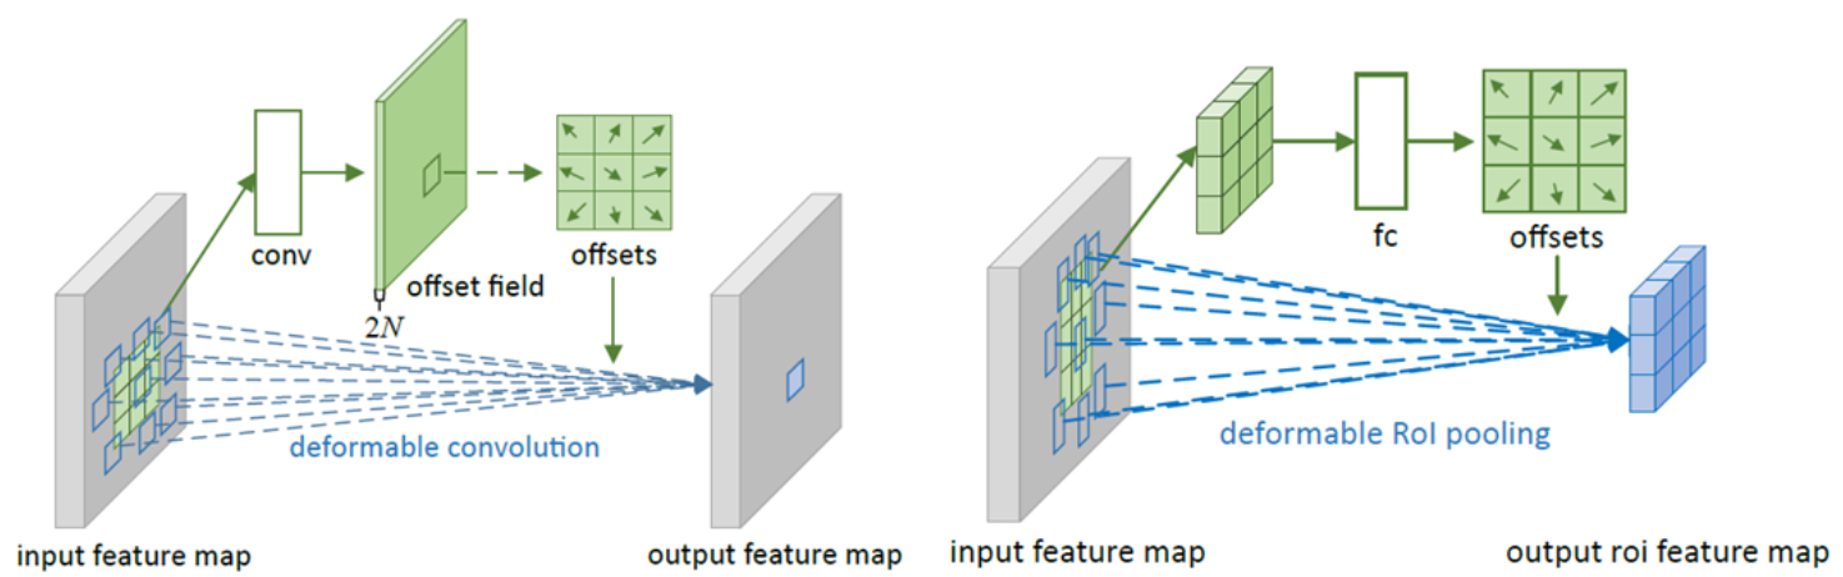 conv
offset field
2N
offsets
deformable convolution
input feature map
output feature map
fc
offsets
deformable RoI pooling
input feature map
output roi feature map